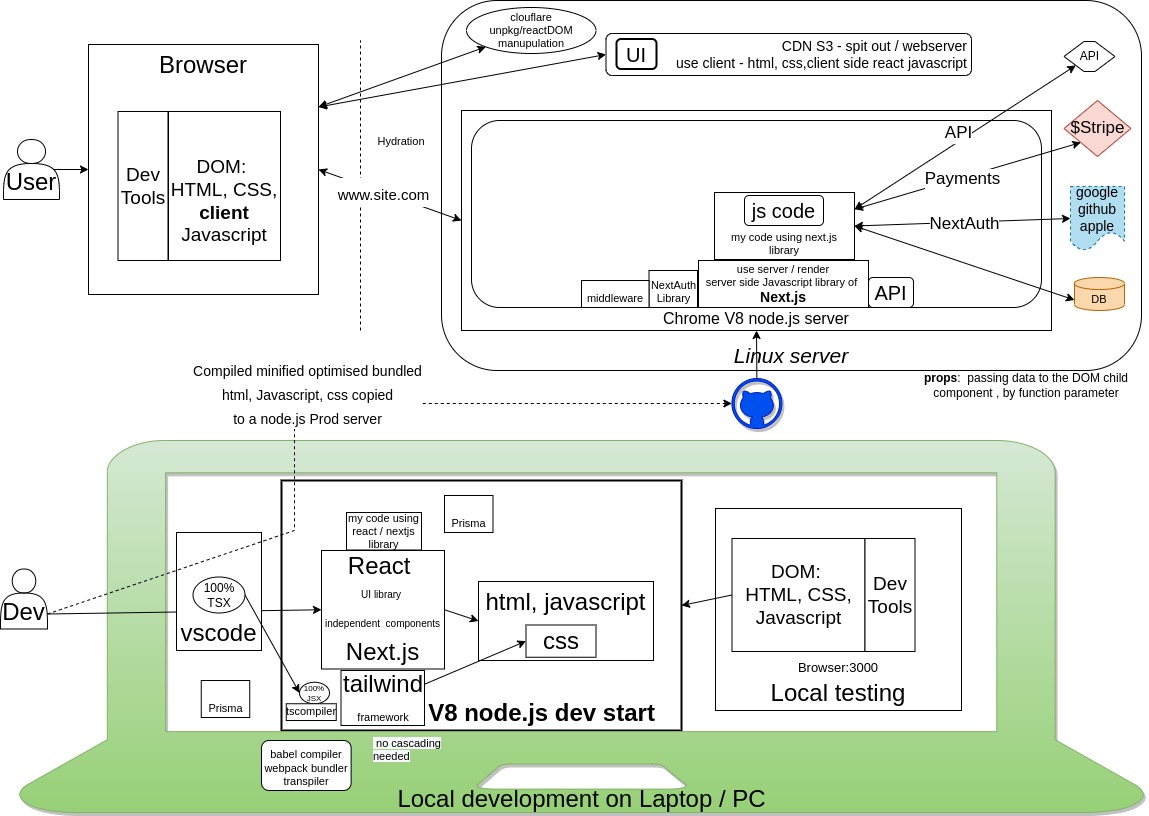 clouflare
unpkg/reactDOM
manupulation
UI
CDN S3 - spit out / webserver
use client - html, css,client side react javascript
API
Browser
$Stripe
Hydration
API
User
Dev
Tools
DOM:
HTML, CSS,
client
Javascript
www.site.com
Payments
google
github
apple
NextAuth
js code
my code using next.js
library
middleware
NextAuth
Library
use server / render
server side Javascript library of
Next.js
API
DB
Chrome V8 node.js server
Linux server
Compiled minified optimised bundled
html, Javascript, css copied
to a node.js Prod server
props:  passing data to the DOM child
component , by function parameter
Dev
100%
TSX
vscode
Prisma
my code using
react / nextjs
library
Prisma
React
UI library
independent  components
Next.js
html, javascript
css
100%
JSX
tscompiler
tailwind
framework
V8 node.js dev start
DOM:
HTML, CSS,
Javascript
Dev
Tools
Browser:3000
Local testing
babel compiler
webpack bundler
transpiler
no cascading
needed
Local development on Laptop / PC